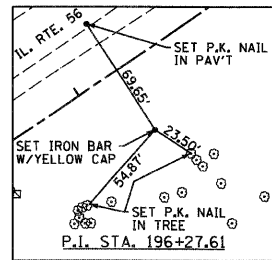 IL. RTE. 56
SET P.K. NAIL
IN PAV'T
69.65'
SET IRON BAR
W/YELLOW CAP
23.50'
54.87'
SET P.K. NAIL
IN TREE
P.I. STA. 196+27.61